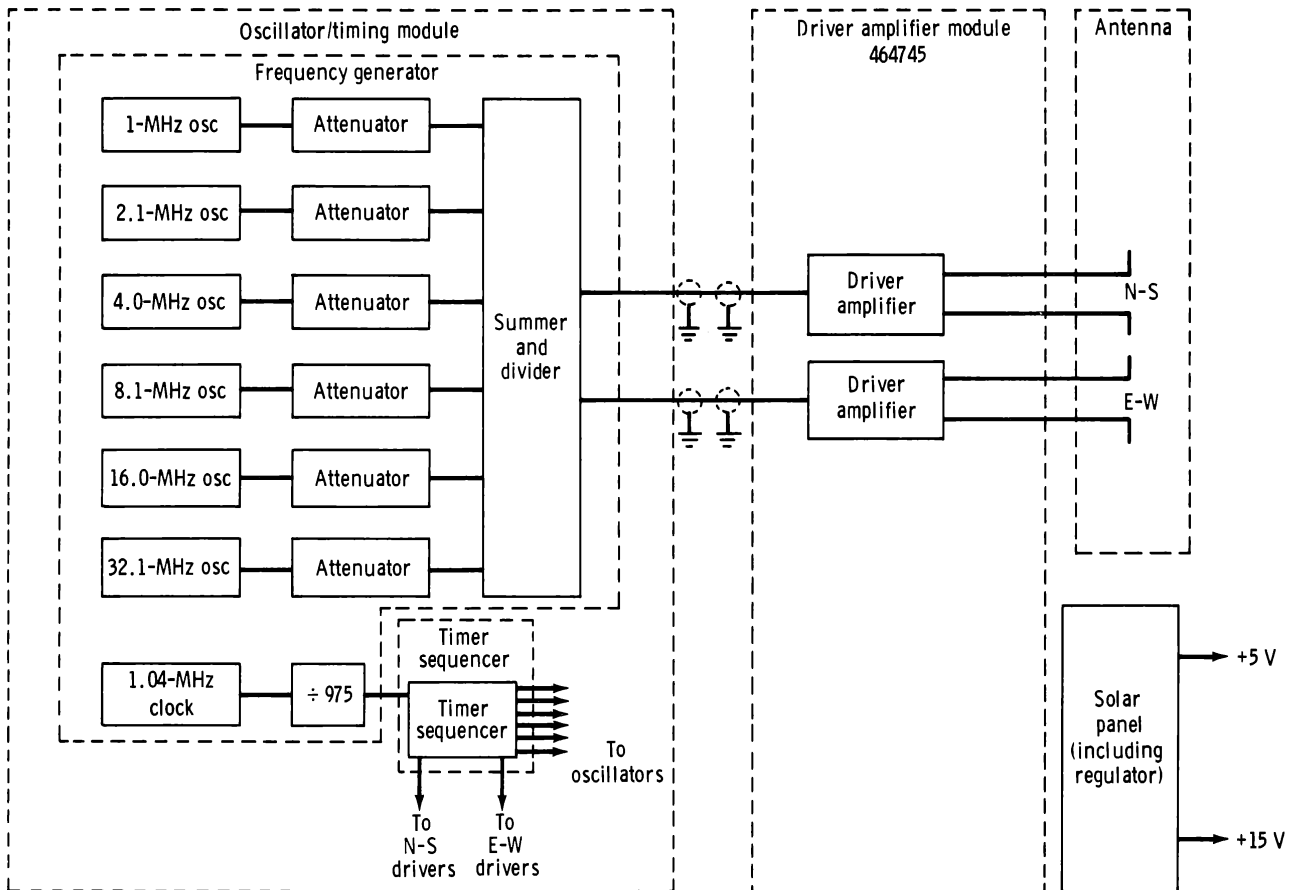 Oscillator/timing module
Frequency generator
1-MHz osc
Attenuator
2.1-MHz osc
Attenuator
4.0-MHz osc
Attenuator
8.1-MHz osc
Attenuator
16.0-MHz osc
Attenuator
32.1-MHz osc
Attenuator
Summer
and
divider
1.04-MHz
clock
÷ 975
Timer
sequencer
Timer
sequencer
To
oscillators
To
N-S
drivers
To
E-W
drivers
Driver amplifier module
464745
Driver
amplifier
Driver
amplifier
Antenna
N-S
E-W
Solar
panel
(including
regulator)
+5 V
+15 V